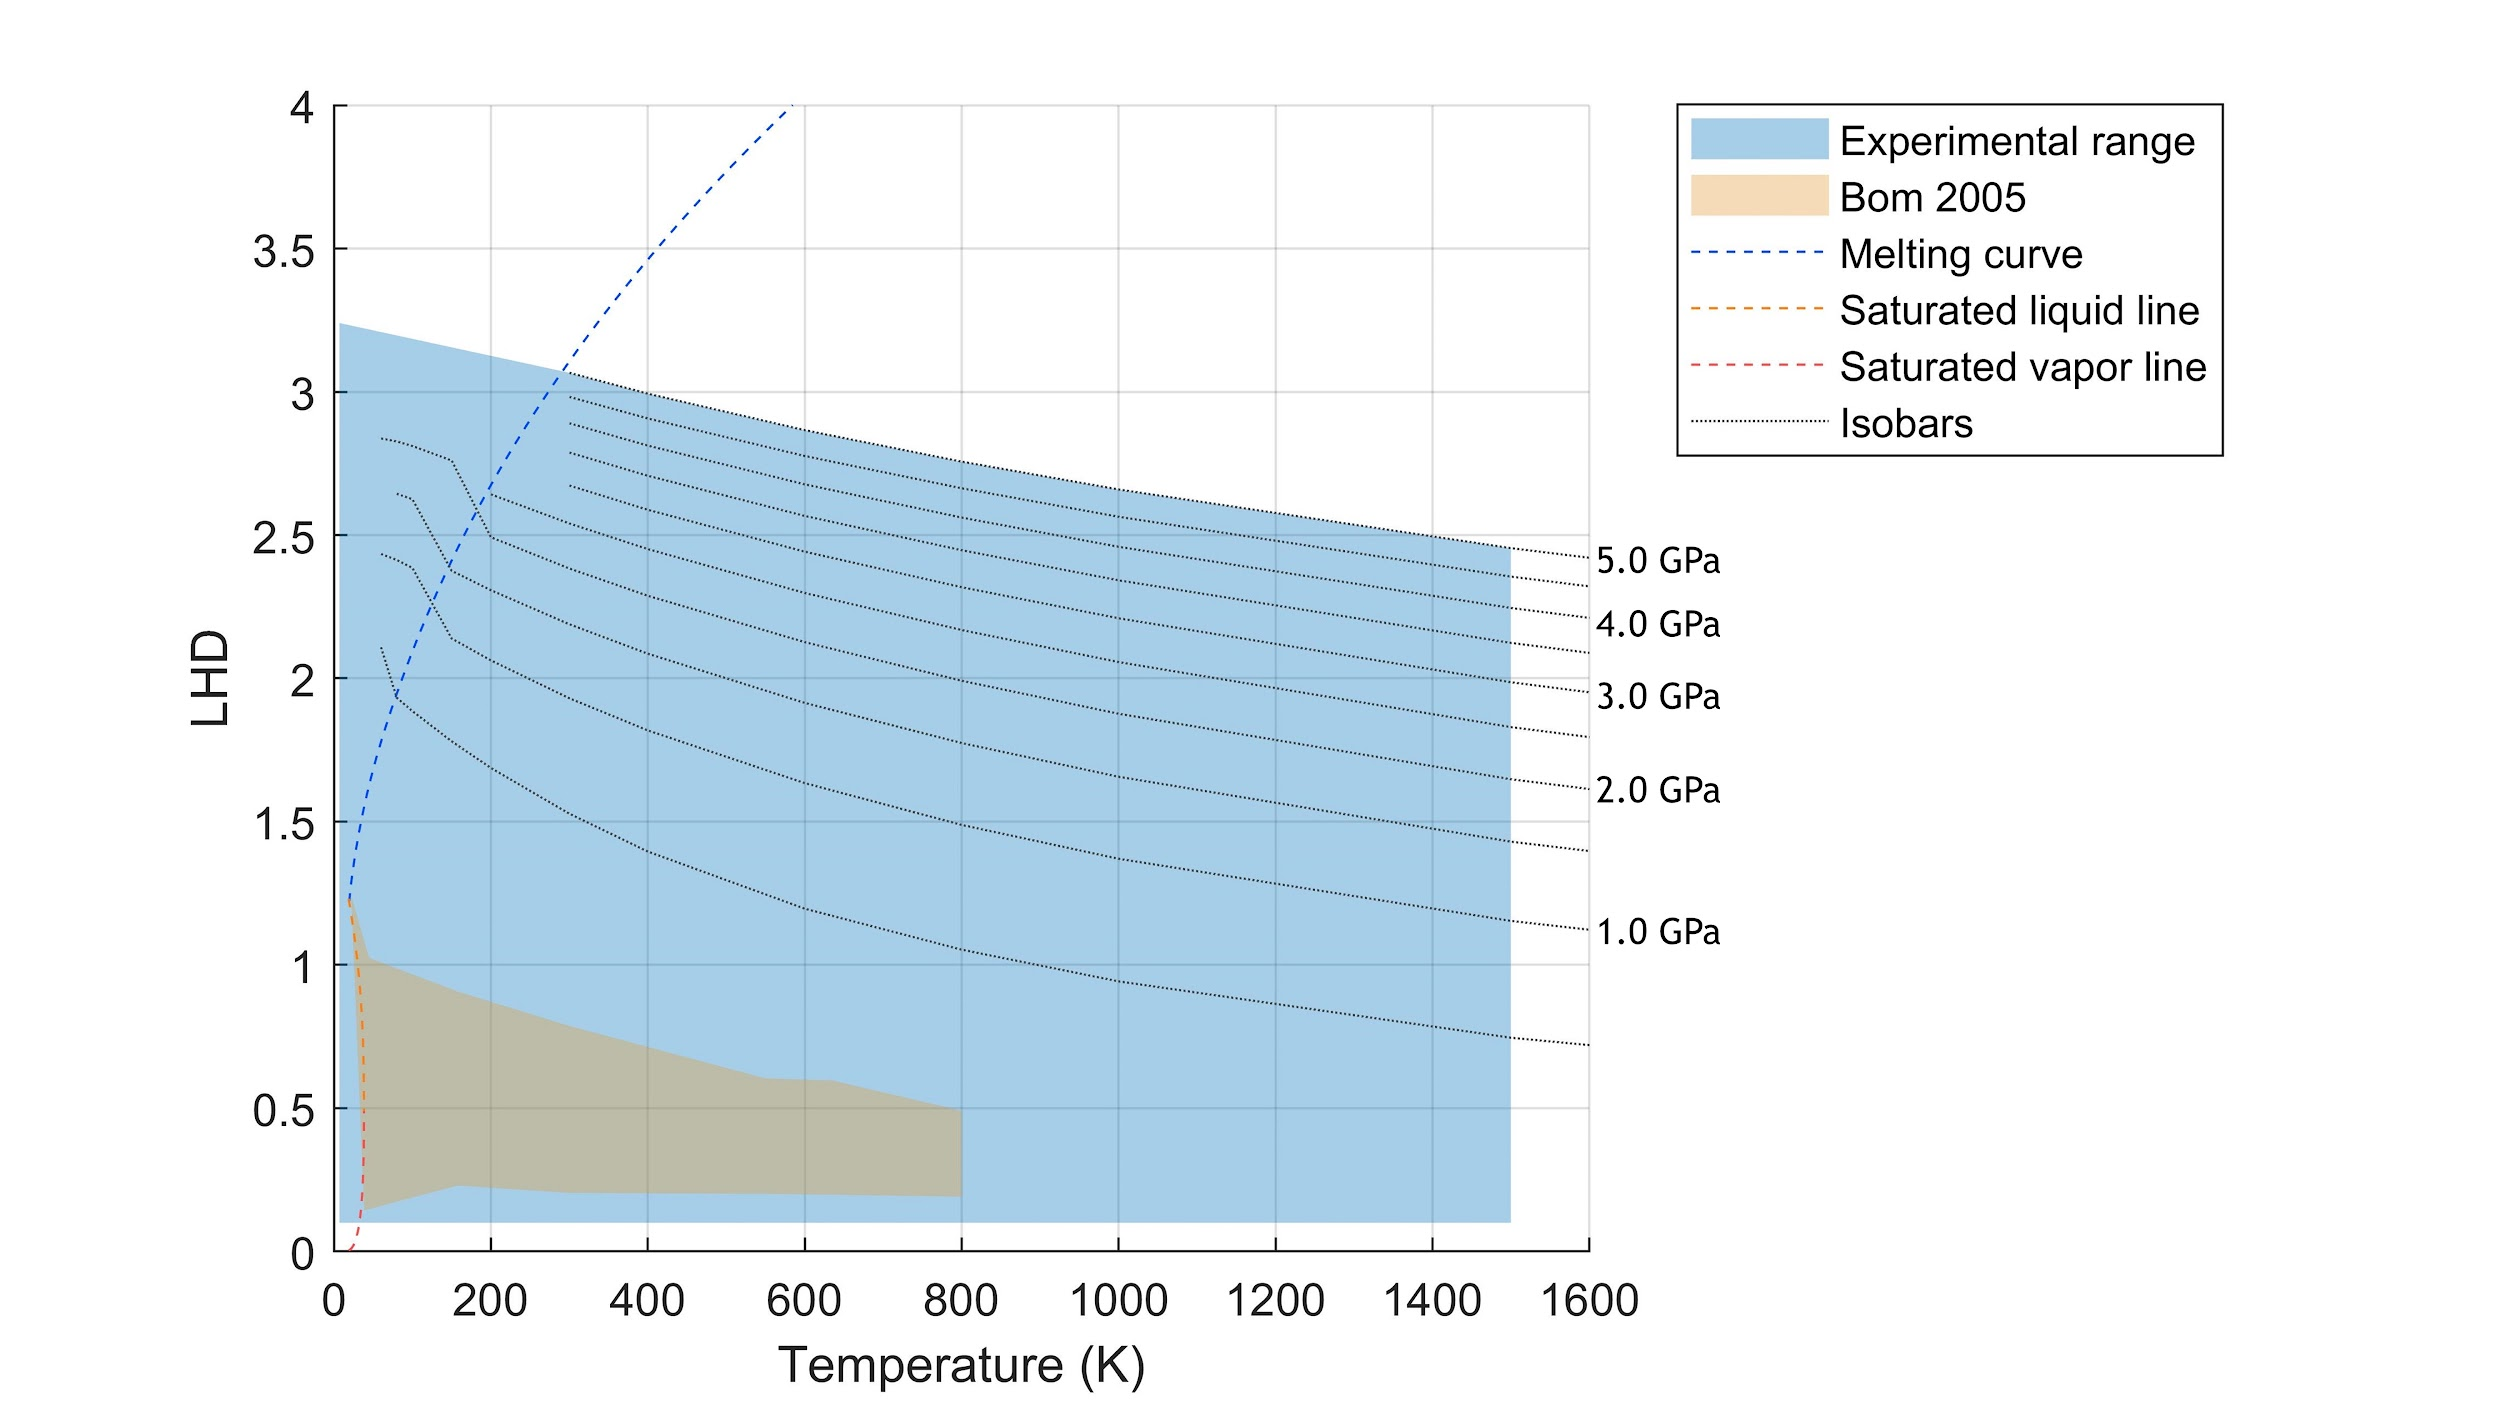 4
3.5
3
2.5
2
1.5
1
0.5
0
LHD
0 200 400 600 800 1000 1200 1400 1600
Temperature (K)
5.0 GPa
4.0 GPa
3.0 GPa
2.0 GPa
1.0 GPa
Experimental range
Bom 2005
Melting curve
Saturated liquid line
Saturated vapor line
Isobars